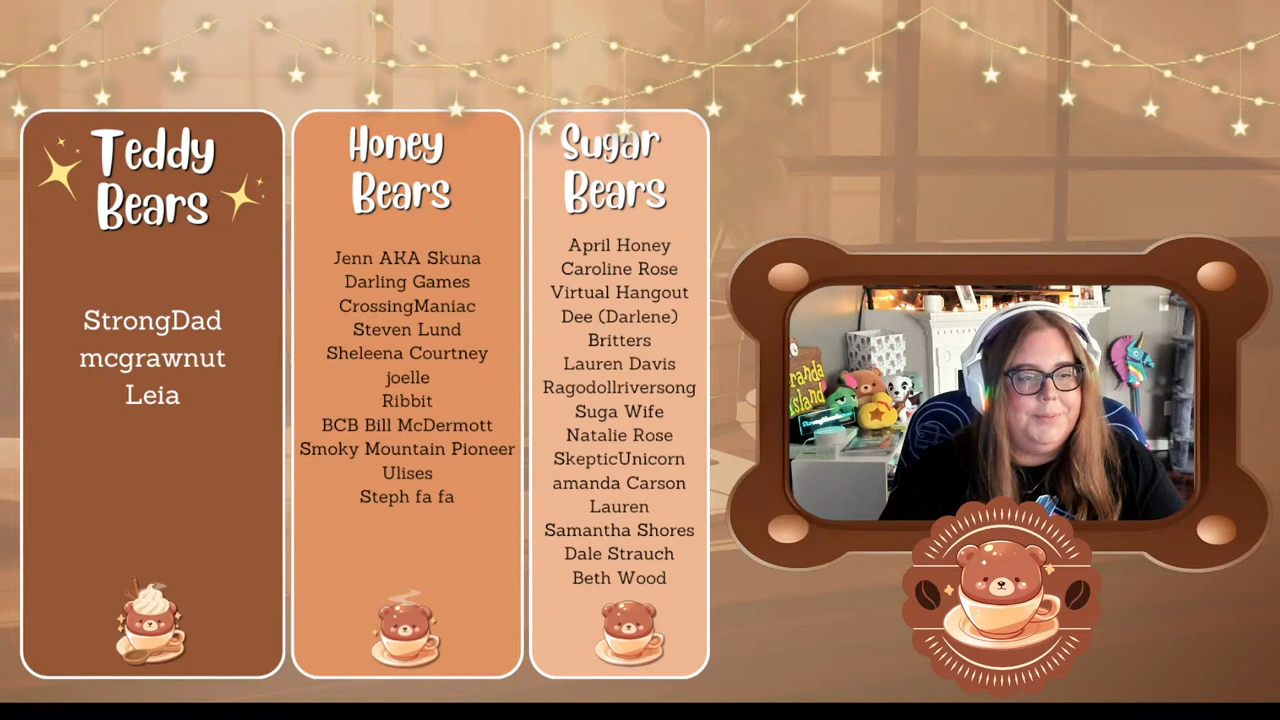 Teddy
Bears
StrongDad
mcgrawnut
Leia
Honey
Bears
Jenn AKA Skuna
Darling Games
CrossingManiac
Steven Lund
Sheleena Courtney
joelle
Ribbit
BCB Bill McDermott
Smoky Mountain Pioneer
Ulises
Steph fa fa
Sugar
Bears
April Honey
Caroline Rose
Virtual Hangout
Dee (Darlene)
Britters
Lauren Davis
Ragodollriversong
Suga Wife
Natalie Rose
SkepticUnicorn
amanda Carson
Lauren
Samantha Shores
Dale Strauch
Beth Wood
Island